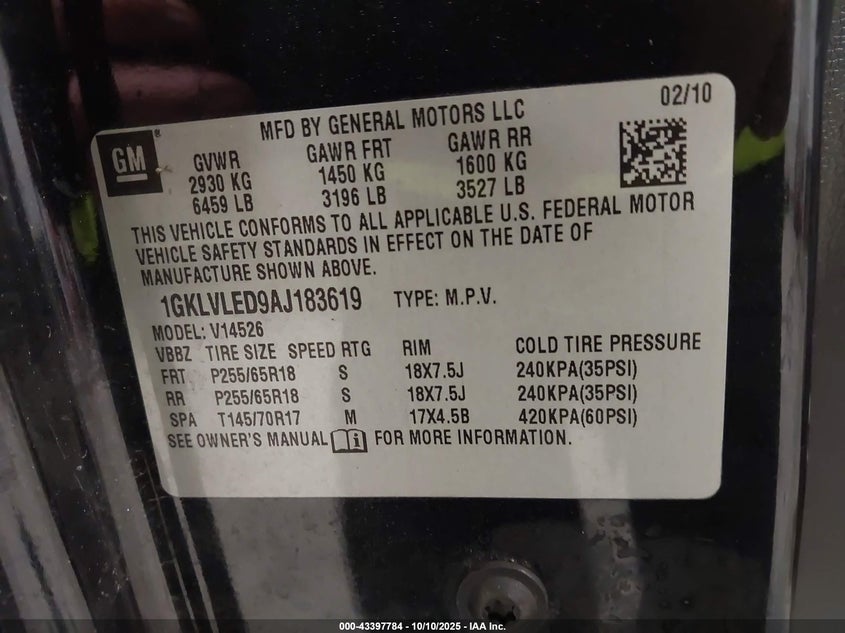 02/10
MFD BY GENERAL MOTORS LLC
GM
®
GVWR GAWR FRT GAWR RR
2930 KG 1450 KG 1600 KG
6459 LB 3196 LB 3527 LB
THIS VEHICLE CONFORMS TO ALL APPLICABLE U.S. FEDERAL MOTOR
VEHICLE SAFETY STANDARDS IN EFFECT ON THE DATE OF
MANUFACTURE SHOWN ABOVE.
1GKLVLED9AJ183619 TYPE: M.P.V.
MODEL: V14526
VBBZ TIRE SIZE SPEED RTG RIM COLD TIRE PRESSURE
FRT P255/65R18 S 18X7.5J 240KPA(35PSI)
RR P255/65R18 S 18X7.5J 240KPA(35PSI)
SPA T145/70R17 M 17X4.5B 420KPA(60PSI)
SEE OWNER'S MANUAL i FOR MORE INFORMATION.
000-43397784 - 10/10/2025 - IAA Inc.